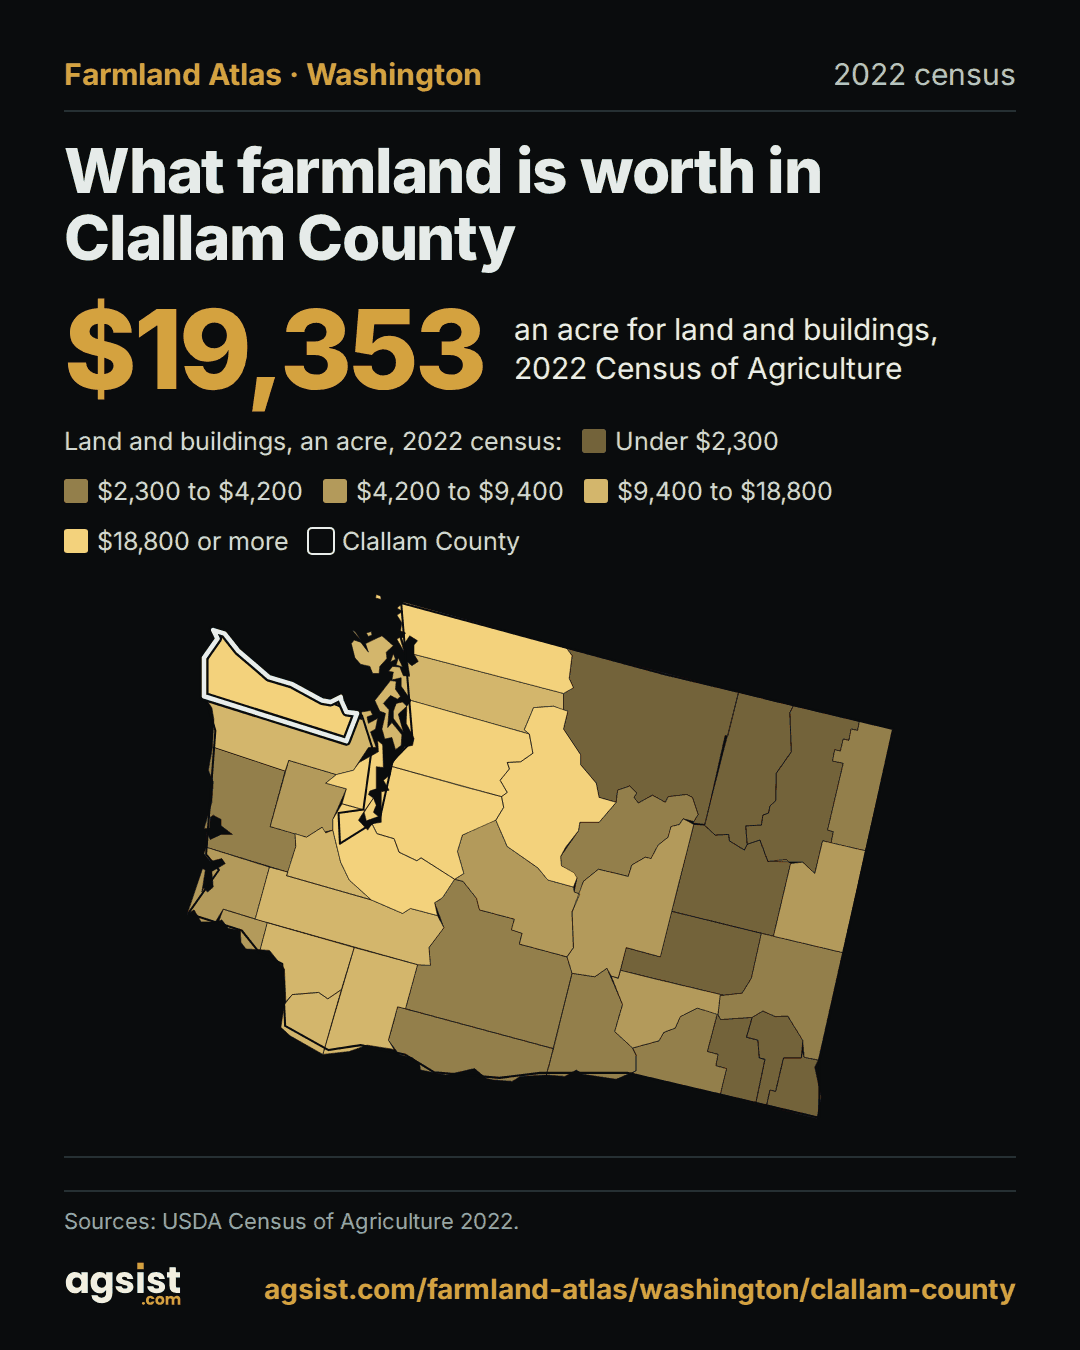 Farmland Atlas · Washington
2022 census
What farmland is worth in
Clallam County
$19,353
an acre for land and buildings,
2022 Census of Agriculture
Land and buildings, an acre, 2022 census:
Under $2,300
$2,300 to $4,200
$4,200 to $9,400
$9,400 to $18,800
$18,800 or more
Clallam County
Sources: USDA Census of Agriculture 2022.
agsist
.com
agsist.com/farmland-atlas/washington/clallam-county